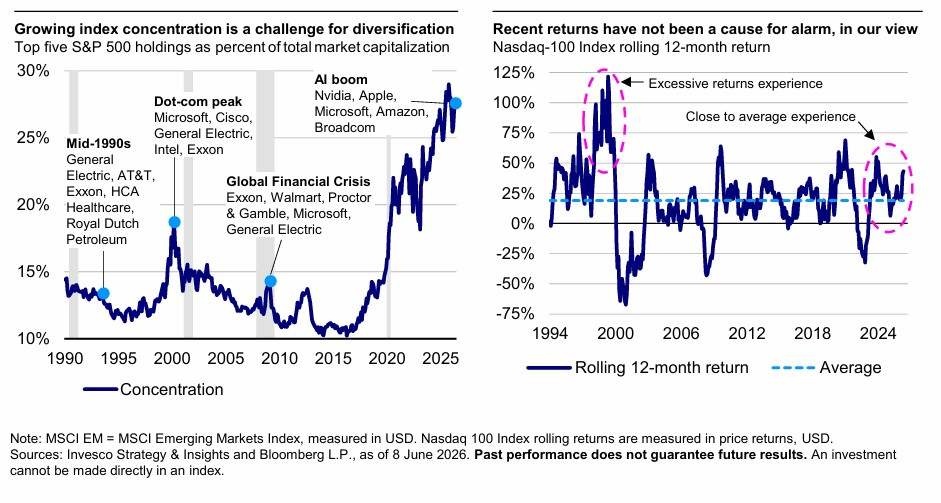 Growing index concentration is a challenge for diversification
Top five S&P 500 holdings as percent of total market capitalization
30%
25%
20%
15%
10%
Mid-1990s
General
Electric, AT&T,
Exxon, HCA
Healthcare,
Royal Dutch
Petroleum
Dot-com peak
Microsoft, Cisco,
General Electric,
Intel, Exxon
Global Financial Crisis
Exxon, Walmart, Proctor
& Gamble, Microsoft,
General Electric
AI boom
Nvidia, Apple,
Microsoft, Amazon,
Broadcom
1990 1995 2000 2005 2010 2015 2020 2025
Concentration
Recent returns have not been a cause for alarm, in our view
Nasdaq-100 Index rolling 12-month return
125%
100%
75%
50%
25%
0%
-25%
-50%
-75%
Excessive returns experience
Close to average experience
1994 2000 2006 2012 2018 2024
Rolling 12-month return Average
Note: MSCI EM = MSCI Emerging Markets Index, measured in USD. Nasdaq 100 Index rolling returns are measured in price returns, USD.
Sources: Invesco Strategy & Insights and Bloomberg L.P., as of 8 June 2026. Past performance does not guarantee future results. An investment
cannot be made directly in an index.